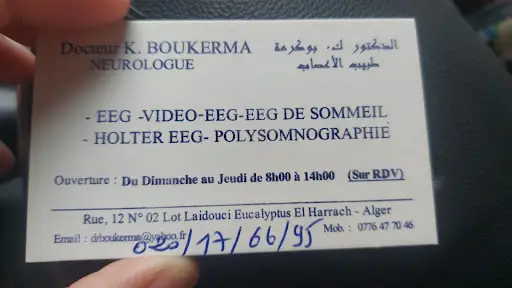 Docteur K. BOUKERMA
الدكتور ك. بوكرمة
NEUROLOGUE
طبيب الأعصاب
- EEG -VIDEO-EEG-EEG DE SOMMEIL
- HOLTER EEG- POLYSOMNOGRAPHIE
Ouverture : Du Dimanche au Jeudi de 8h00 à 14h00 (Sur RDV)
Rue, 12 N° 02 Lot Laidouci Eucalyptus El Harrach - Alger
Email : drboukerma@yahoo.fr Mob : 0776 47 70 46
020/17/66/95